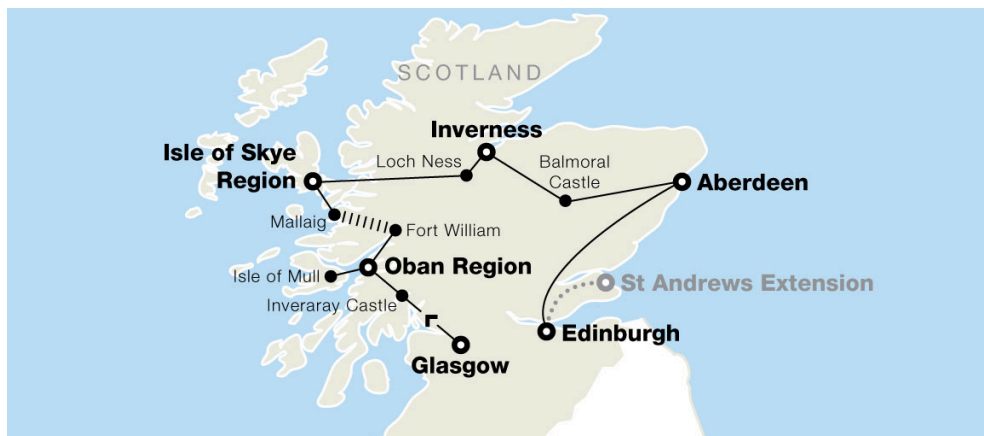 SCOTLAND
Inverness
Isle of Skye
Region
Loch Ness
Balmoral
Castle
Aberdeen
Mallaig
Fort William
Isle of Mull
Oban Region
Inveraray Castle
St Andrews Extension
Edinburgh
Glasgow